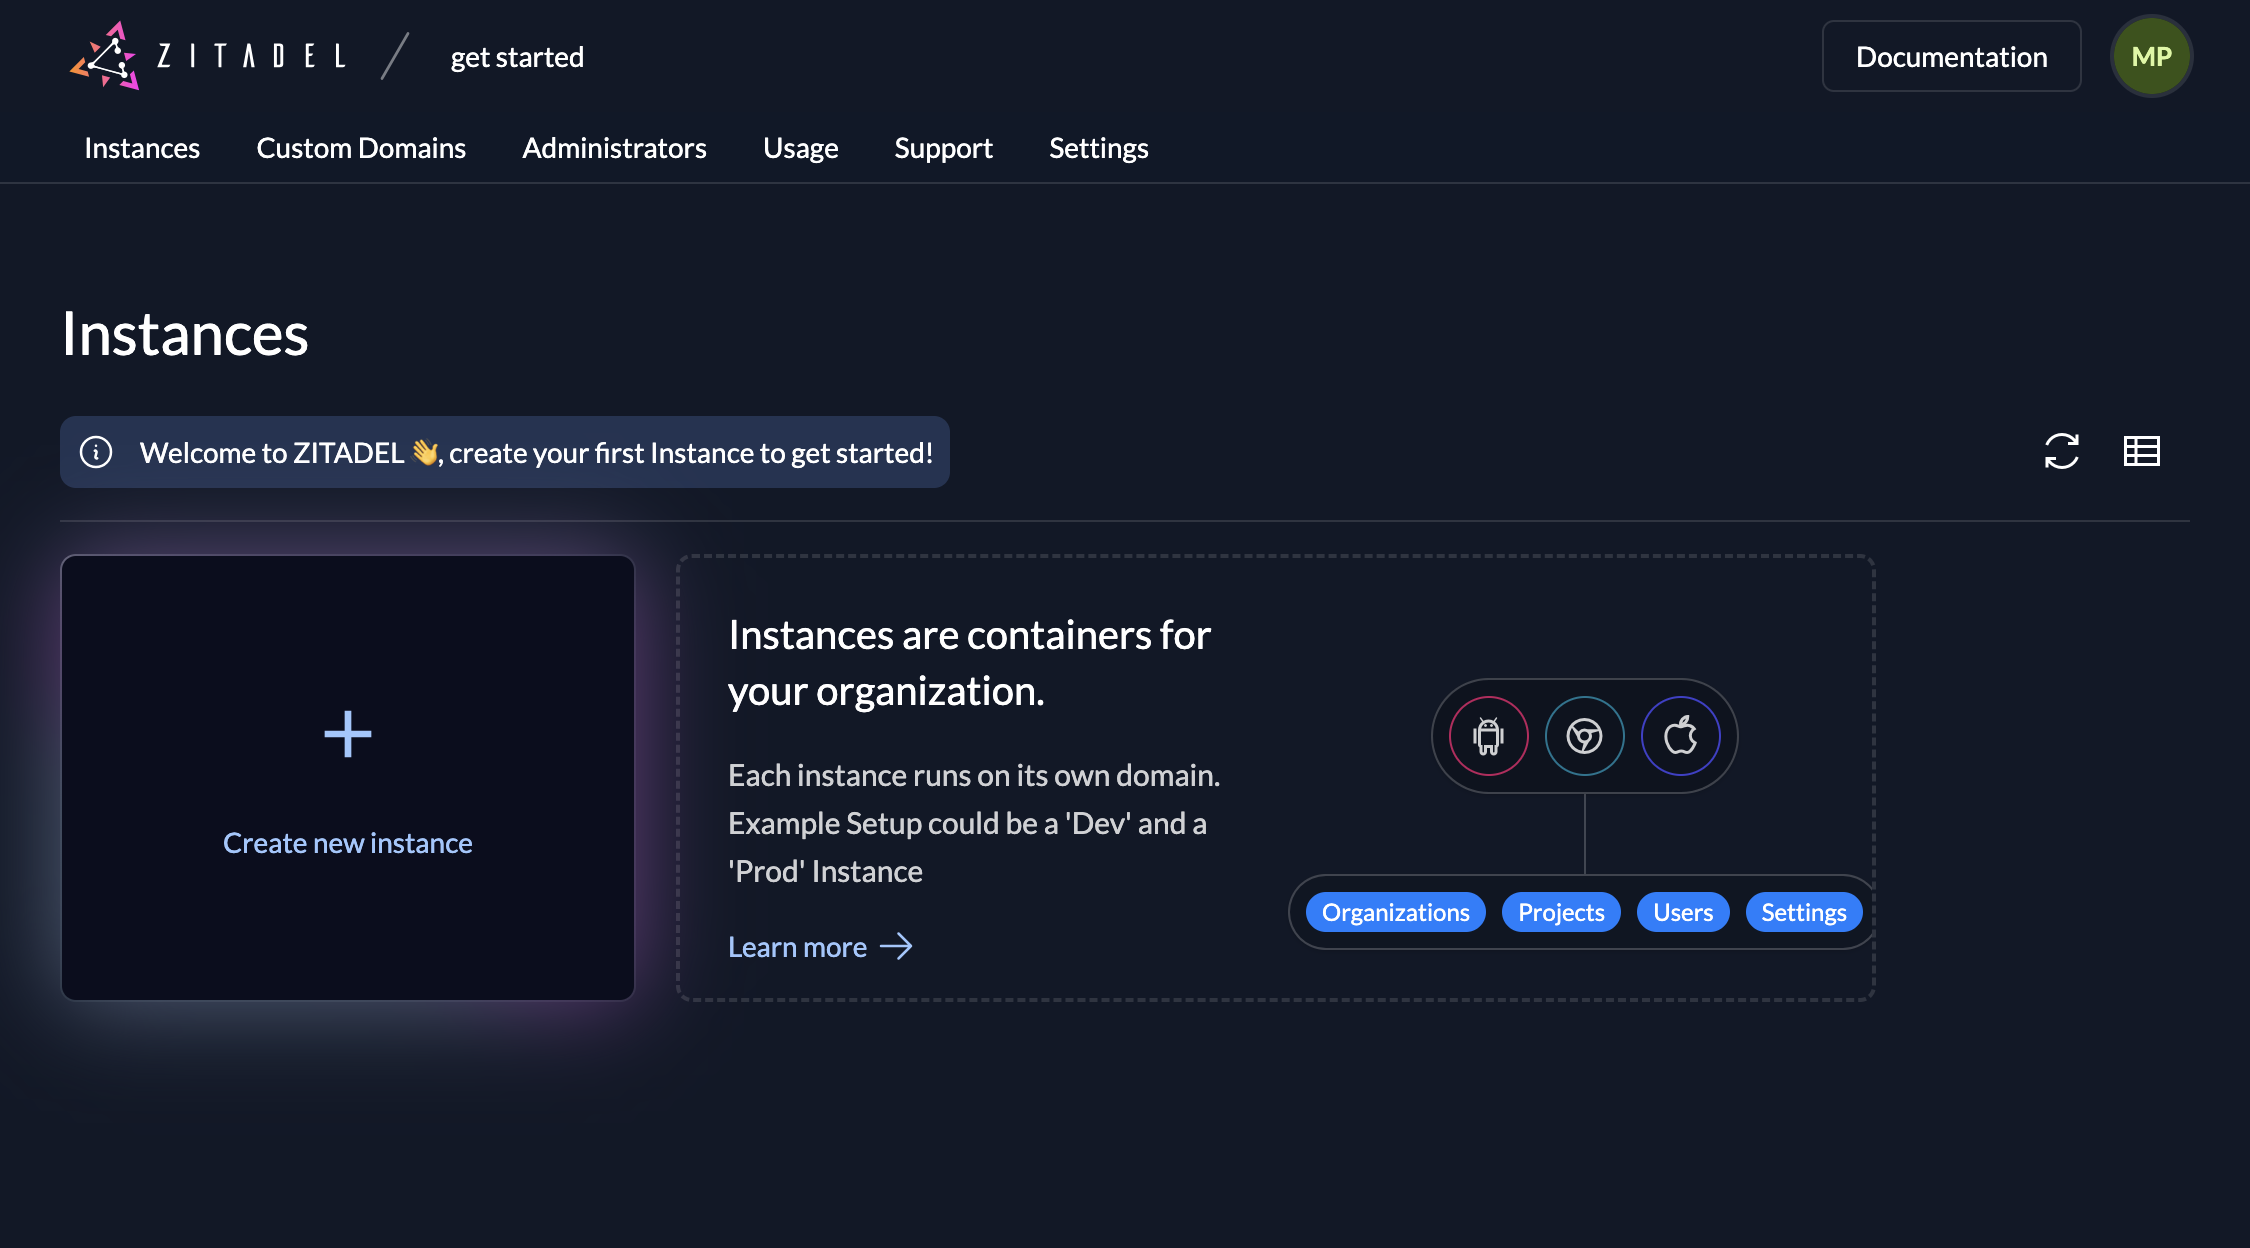 ZITADEL
get started
Documentation
MP
Instances
Custom Domains
Administrators
Usage
Support
Settings
Instances
Welcome to ZITADEL 👋, create your first Instance to get started!
Create new instance
Instances are containers for
your organization.
Each instance runs on its own domain.
Example Setup could be a 'Dev' and a
'Prod' Instance
Learn more
Organizations
Projects
Users
Settings